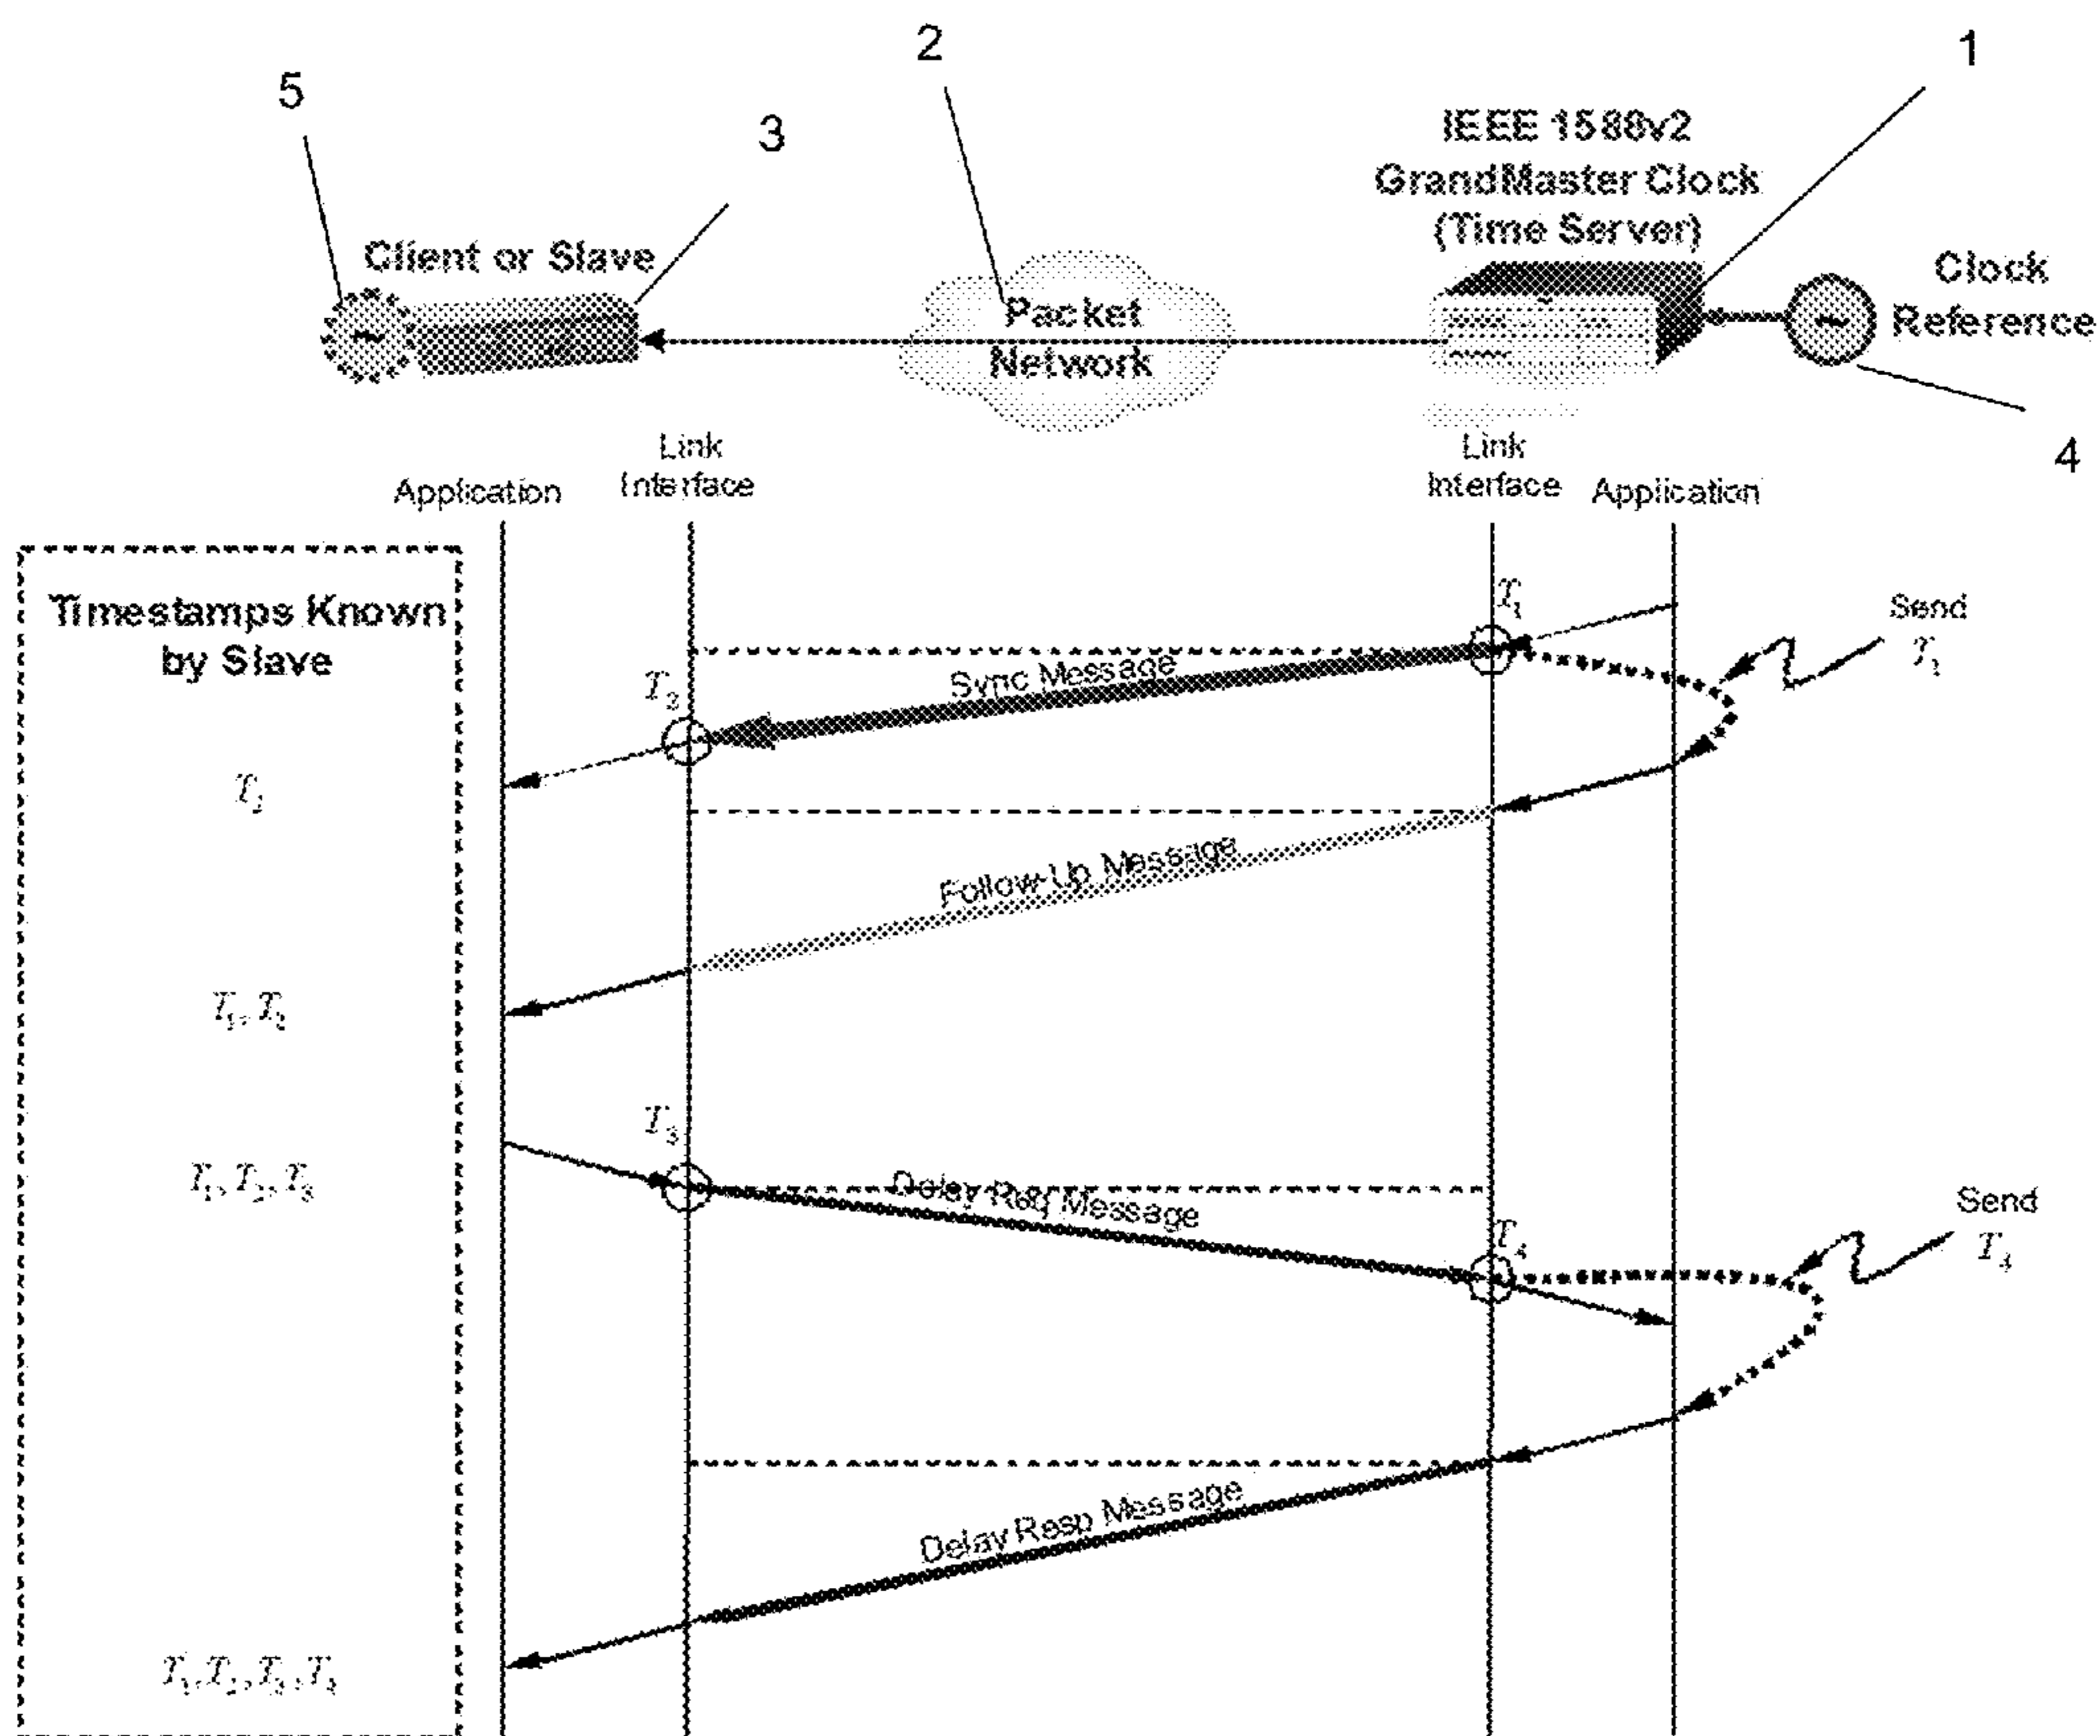 2
1
5
3
IEEE 1588v2
GrandMaster Clock
(Time Server)
Client or Slave
Clock
Reference
Packet
Network
4
Link
Interface
Application
Link
Interface
Application
Timestamps Known
by Slave
T₁
Send
T₁
Sync Message
T₂
T₂
Follow-Up Message
T₁, T₂
T₃
T₁, T₂, T₃
Delay Req Message
T₄
Send
T₄
Delay Resp Message
T₁, T₂, T₃, T₄